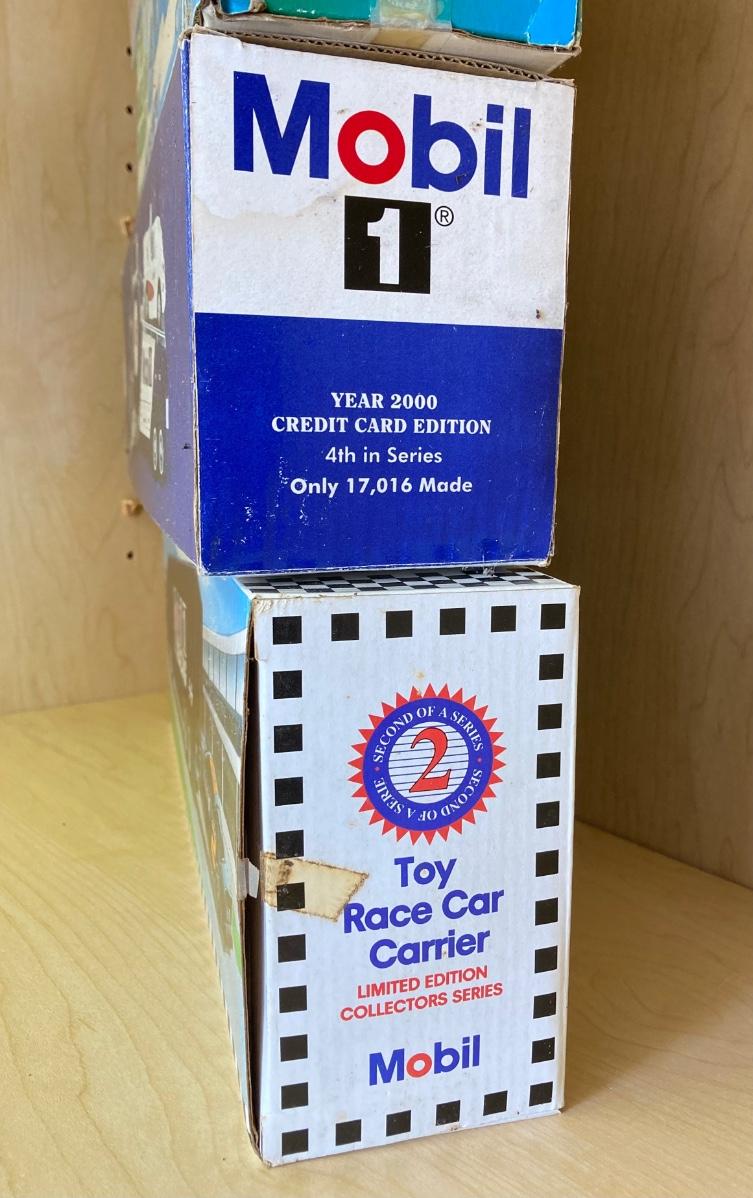 Mobil
1®
YEAR 2000
CREDIT CARD EDITION
4th in Series
Only 17,016 Made
SECOND OF A SERIES • SECOND OF A SERIE •
2
Toy
Race Car
Carrier
LIMITED EDITION
COLLECTORS SERIES
Mobil